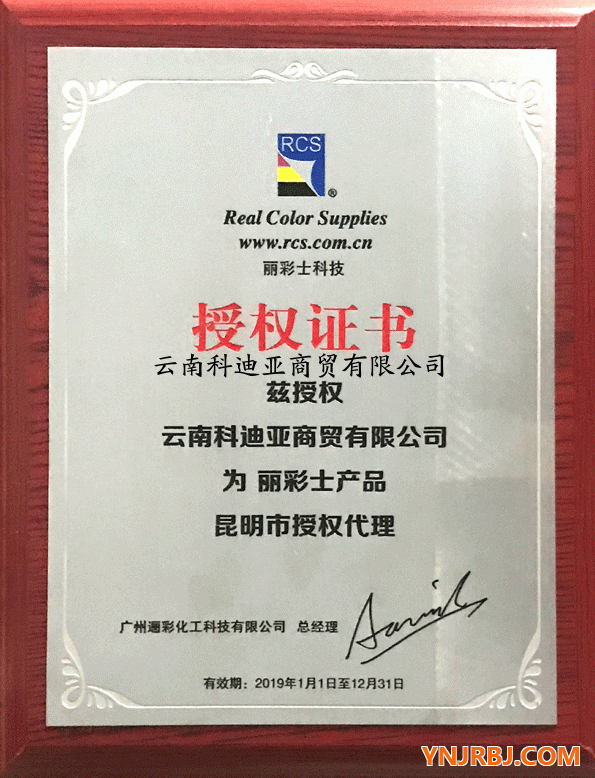 RCS
®
Real Color Supplies
www.rcs.com.cn
丽彩士科技
授权证书
云南科迪亚商贸有限公司
兹授权
云南科迪亚商贸有限公司
为 丽彩士产品
昆明市授权代理
广州逦彩化工科技有限公司 总经理
有效期：2019年1月1日至12月31日
YNJRBJ.COM